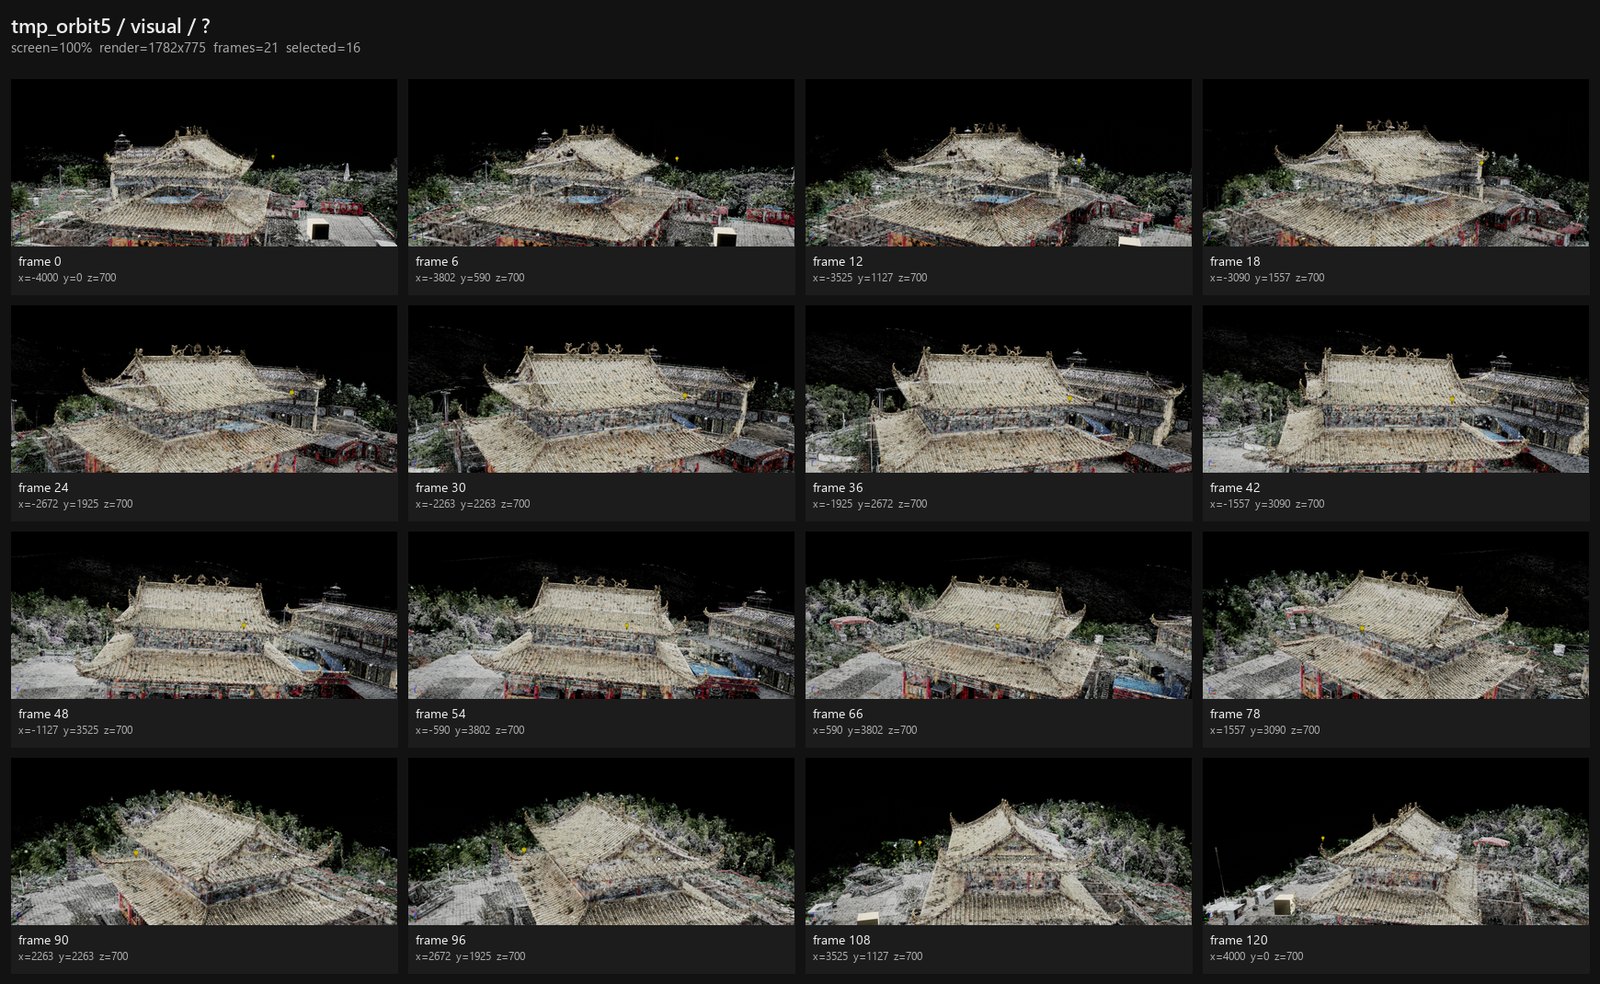 tmp_orbit5 / visual / ?
screen=100% render=1782x775 frames=21 selected=16
frame 0
x=-4000 y=0 z=700
frame 6
x=-3802 y=590 z=700
frame 12
x=-3525 y=1127 z=700
frame 18
x=-3090 y=1557 z=700
frame 24
x=-2672 y=1925 z=700
frame 30
x=-2263 y=2263 z=700
frame 36
x=-1925 y=2672 z=700
frame 42
x=-1557 y=3090 z=700
frame 48
x=-1127 y=3525 z=700
frame 54
x=-590 y=3802 z=700
frame 66
x=590 y=3802 z=700
frame 78
x=1557 y=3090 z=700
frame 90
x=2263 y=2263 z=700
frame 96
x=2672 y=1925 z=700
frame 108
x=3525 y=1127 z=700
frame 120
x=4000 y=0 z=700